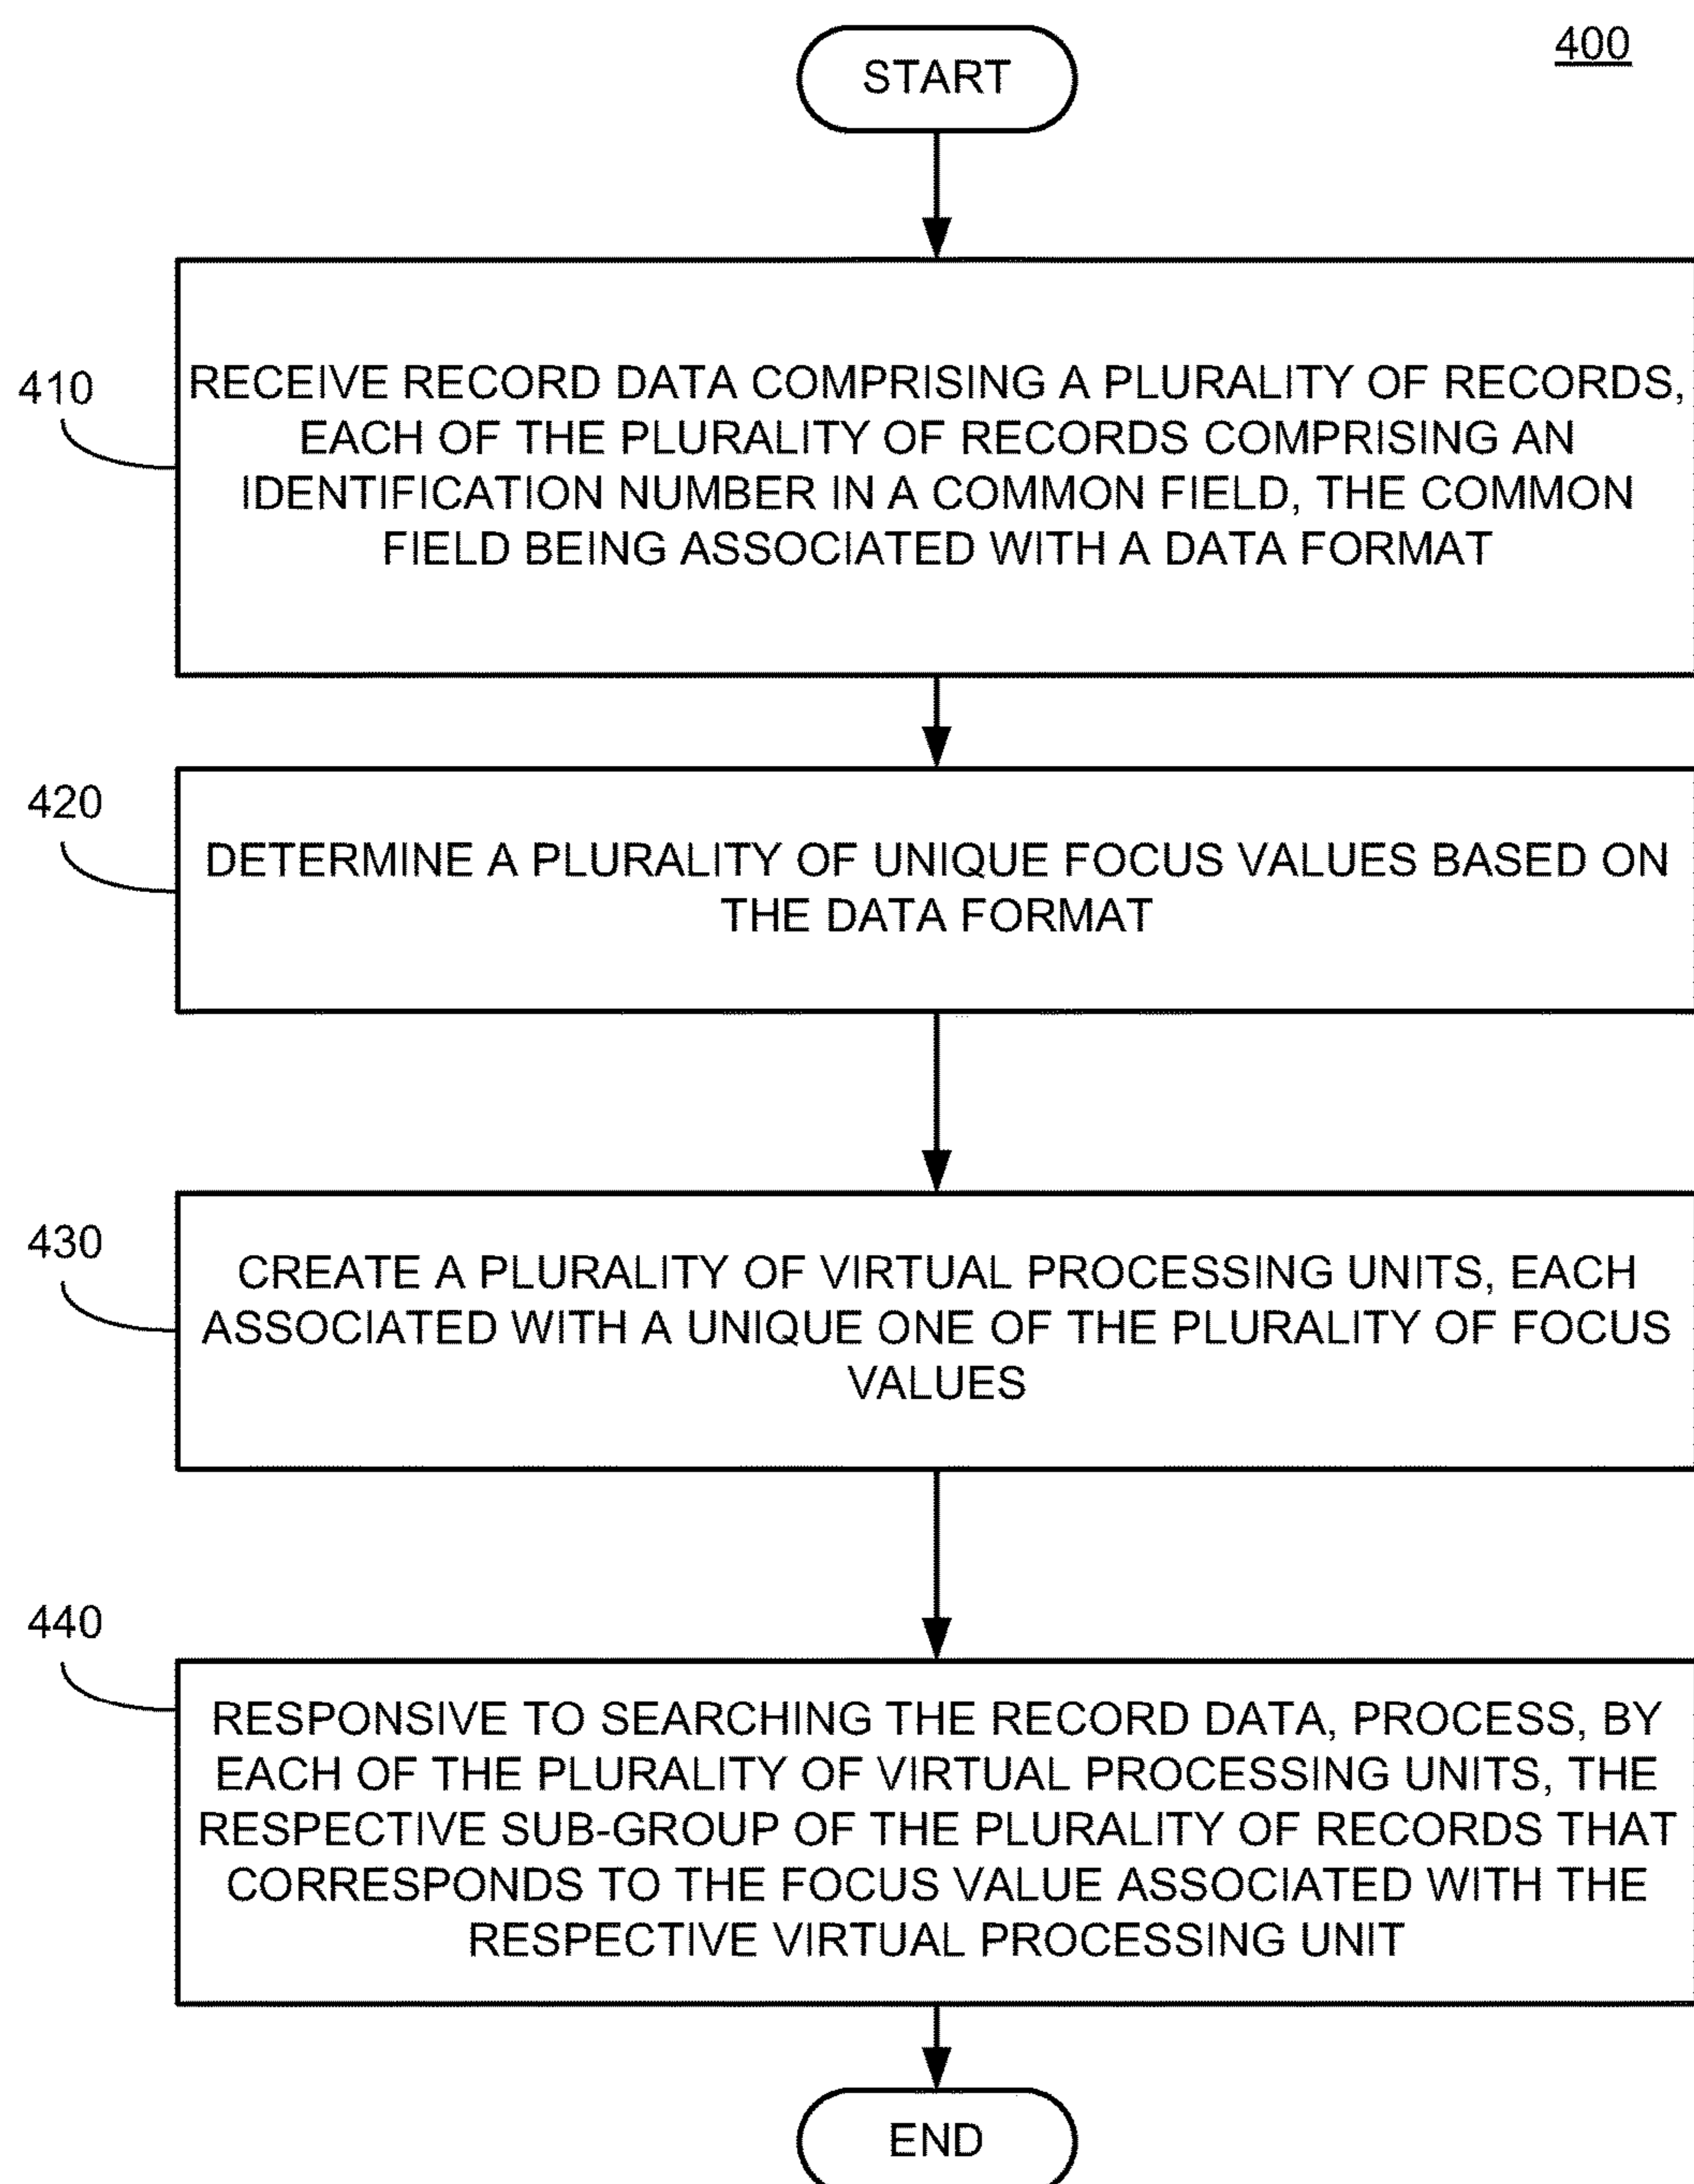 400
START
410
RECEIVE RECORD DATA COMPRISING A PLURALITY OF RECORDS,
EACH OF THE PLURALITY OF RECORDS COMPRISING AN
IDENTIFICATION NUMBER IN A COMMON FIELD, THE COMMON
FIELD BEING ASSOCIATED WITH A DATA FORMAT
420
DETERMINE A PLURALITY OF UNIQUE FOCUS VALUES BASED ON
THE DATA FORMAT
430
CREATE A PLURALITY OF VIRTUAL PROCESSING UNITS, EACH
ASSOCIATED WITH A UNIQUE ONE OF THE PLURALITY OF FOCUS
VALUES
440
RESPONSIVE TO SEARCHING THE RECORD DATA, PROCESS, BY
EACH OF THE PLURALITY OF VIRTUAL PROCESSING UNITS, THE
RESPECTIVE SUB-GROUP OF THE PLURALITY OF RECORDS THAT
CORRESPONDS TO THE FOCUS VALUE ASSOCIATED WITH THE
RESPECTIVE VIRTUAL PROCESSING UNIT
END